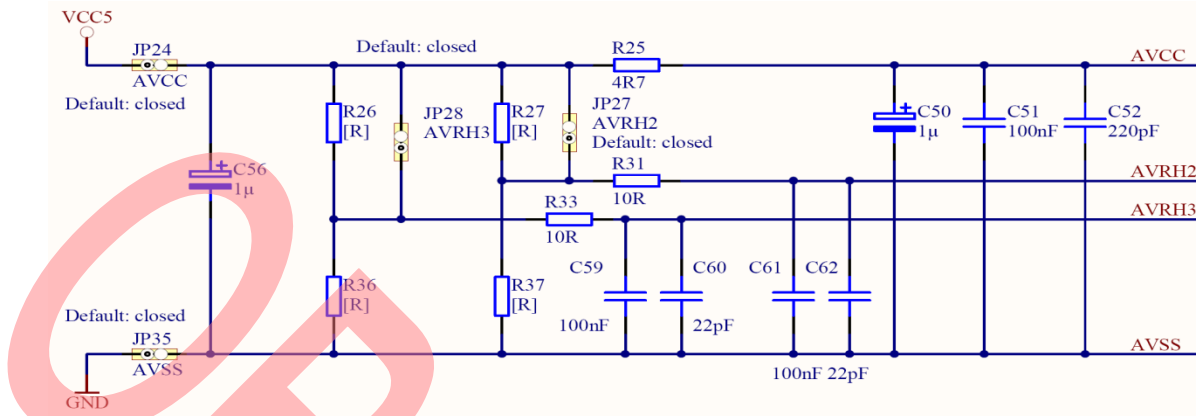 VCC5
JP24
AVCC
Default: closed
Default: closed
R25
4R7
AVCC
R26
[R]
JP28
AVRH3
R27
[R]
JP27
AVRH2
Default: closed
C50
1µ
C51
100nF
C52
220pF
C56
1µ
R31
10R
AVRH2
R33
10R
AVRH3
R36
[R]
R37
[R]
C59
100nF
C60
22pF
C61
C62
100nF 22pF
Default: closed
JP35
AVSS
AVSS
GND